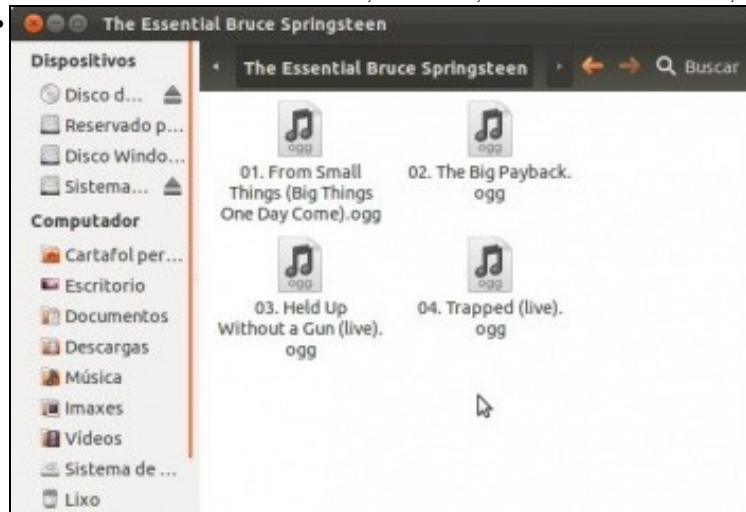 The Essential Bruce Springsteen
Dispositivos
The Essential Bruce Springsteen
Buscar
Disco d...
Reservado p...
Disco Windo...
Sistema...
Computador
Cartafol per...
Escritorio
Documentos
Descargas
Música
Imaxes
Vídeos
Sistema de ...
Lixo
ogg
01. From Small
Things (Big Things
One Day Come).ogg
ogg
02. The Big Payback.
ogg
ogg
03. Held Up
Without a Gun (live).
ogg
ogg
04. Trapped (live).
ogg